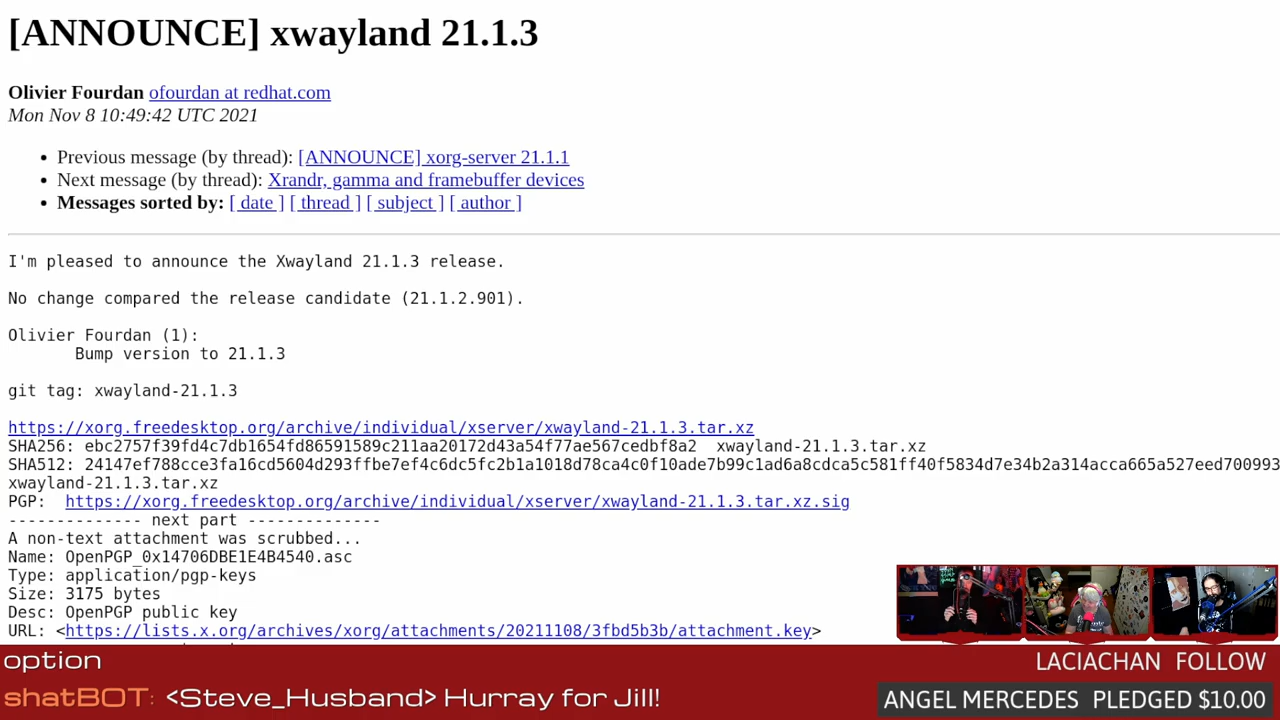 [ANNOUNCE] xwayland 21.1.3
Olivier Fourdan ofourdan at redhat.com
Mon Nov 8 10:49:42 UTC 2021
• Previous message (by thread): [ANNOUNCE] xorg-server 21.1.1
• Next message (by thread): Xrandr, gamma and framebuffer devices
• Messages sorted by: [ date ] [ thread ] [ subject ] [ author ]
I'm pleased to announce the Xwayland 21.1.3 release.
No change compared the release candidate (21.1.2.901).
Olivier Fourdan (1):
Bump version to 21.1.3
git tag: xwayland-21.1.3
https://xorg.freedesktop.org/archive/individual/xserver/xwayland-21.1.3.tar.xz
SHA256: ebc2757f39fd4c7db1654fd86591589c211aa20172d43a54f77ae567cedbf8a2  xwayland-21.1.3.tar.xz
SHA512: 24147ef788cce3fa16cd5604d293ffbe7ef4c6dc5fc2b1a1018d78ca4c0f10ade7b99c1ad6a8cdca5c581ff40f5834d7e34b2a314acca665a527eed700993
xwayland-21.1.3.tar.xz
PGP:  https://xorg.freedesktop.org/archive/individual/xserver/xwayland-21.1.3.tar.xz.sig
-------------- next part --------------
A non-text attachment was scrubbed...
Name: OpenPGP_0x14706DBE1E4B4540.asc
Type: application/pgp-keys
Size: 3175 bytes
Desc: OpenPGP public key
URL: <https://lists.x.org/archives/xorg/attachments/20211108/3fbd5b3b/attachment.key>
option
LACIACHAN FOLLOW
shatBOT: <Steve_Husband> Hurray for Jill!
ANGEL MERCEDES PLEDGED $10.00